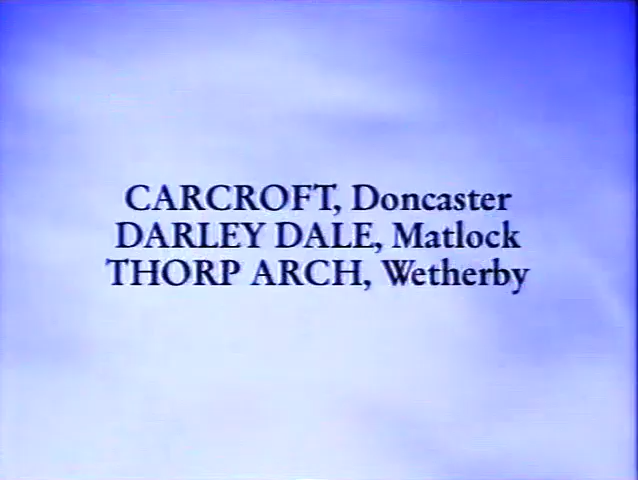 CARCROFT, Doncaster
DARLEY DALE, Matlock
THORP ARCH, Wetherby